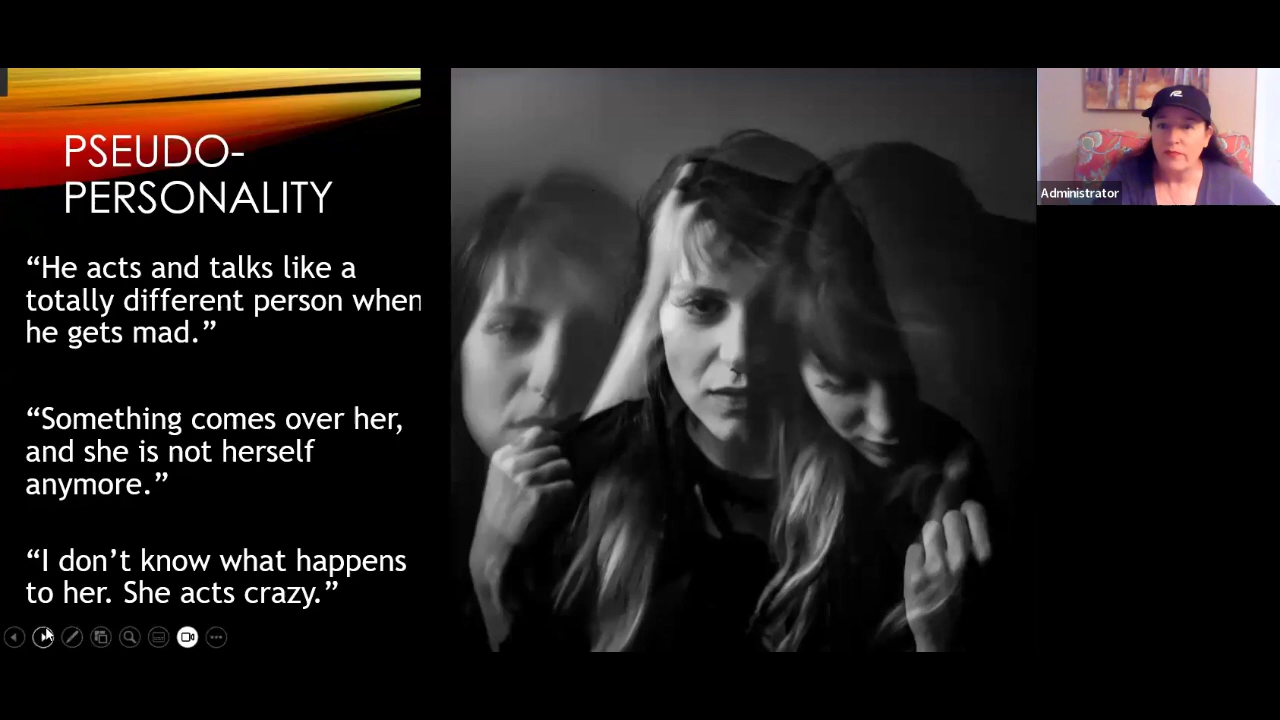 PSEUDO-
PERSONALITY
“He acts and talks like a
totally different person when
he gets mad.”
“Something comes over her,
and she is not herself
anymore.”
“I don’t know what happens
to her. She acts crazy.”
Administrator